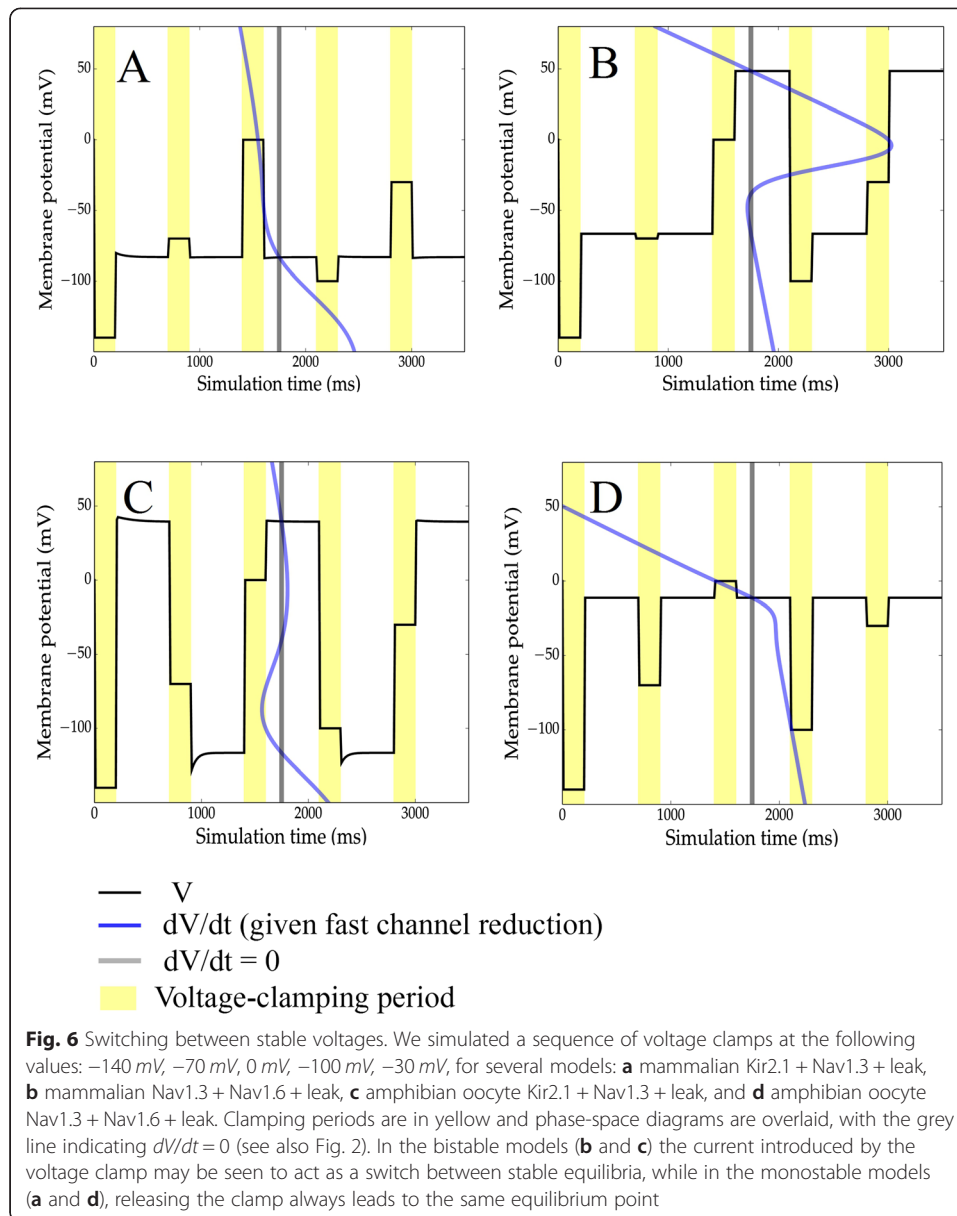 A
B
50
0
−50
−100
Membrane potential (mV)
0
1000
2000
3000
Simulation time (ms)
50
0
−50
−100
Membrane potential (mV)
0
1000
2000
3000
Simulation time (ms)
C
D
50
0
−50
−100
Membrane potential (mV)
0
1000
2000
3000
Simulation time (ms)
50
0
−50
−100
Membrane potential (mV)
0
1000
2000
3000
Simulation time (ms)
V
dV/dt (given fast channel reduction)
dV/dt = 0
Voltage-clamping period
Fig. 6 Switching between stable voltages. We simulated a sequence of voltage clamps at the following
values: −140 mV, −70 mV, 0 mV, −100 mV, −30 mV, for several models: a mammalian Kir2.1 + Nav1.3 + leak,
b mammalian Nav1.3 + Nav1.6 + leak, c amphibian oocyte Kir2.1 + Nav1.3 + leak, and d amphibian oocyte
Nav1.3 + Nav1.6 + leak. Clamping periods are in yellow and phase-space diagrams are overlaid, with the grey
line indicating dV/dt = 0 (see also Fig. 2). In the bistable models (b and c) the current introduced by the
voltage clamp may be seen to act as a switch between stable equilibria, while in the monostable models
(a and d), releasing the clamp always leads to the same equilibrium point